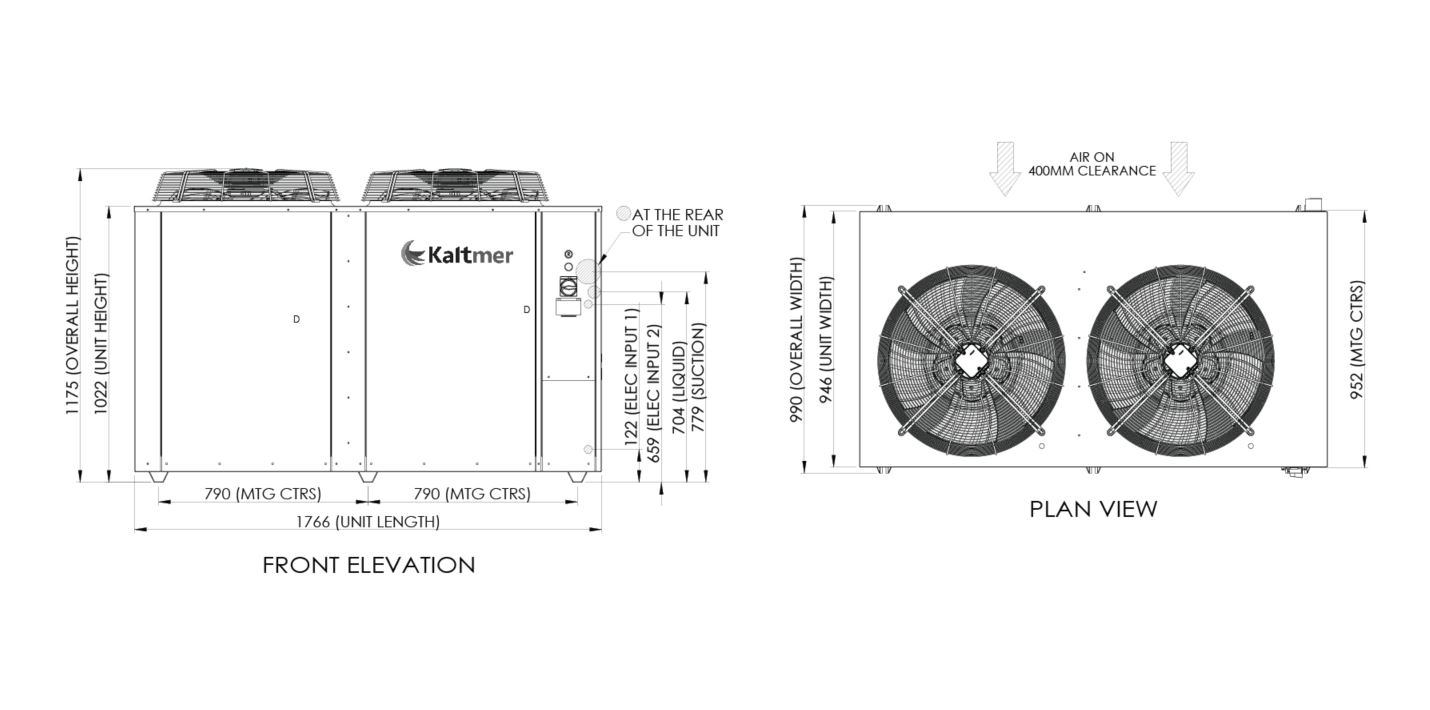 Kaltmer
AT THE REAR
OF THE UNIT
D
D
1175 (OVERALL HEIGHT)
1022 (UNIT HEIGHT)
122 (ELEC INPUT 1)
659 (ELEC INPUT 2)
704 (LIQUID)
779 (SUCTION)
790 (MTG CTRS)
790 (MTG CTRS)
1766 (UNIT LENGTH)
FRONT ELEVATION
AIR ON
400MM CLEARANCE
990 (OVERALL WIDTH)
946 (UNIT WIDTH)
952 (MTG CTRS)
PLAN VIEW